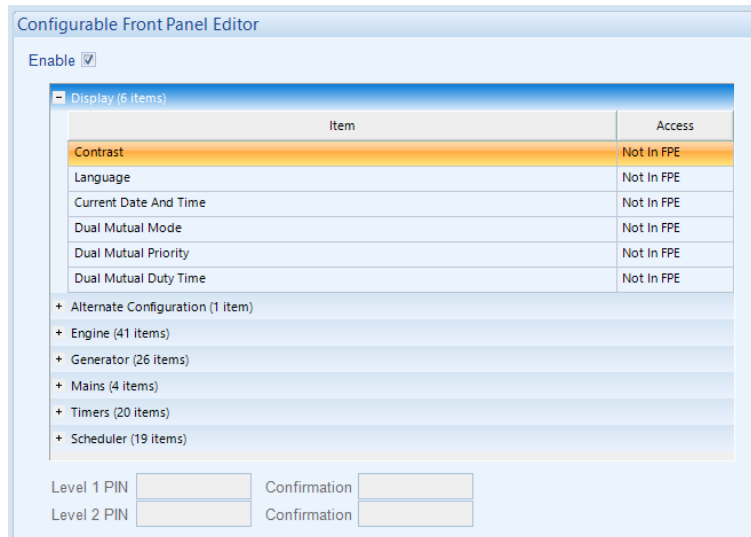 Configurable Front Panel Editor
Enable
Display (6 items)
Item Access
Contrast Not In FPE
Language Not In FPE
Current Date And Time Not In FPE
Dual Mutual Mode Not In FPE
Dual Mutual Priority Not In FPE
Dual Mutual Duty Time Not In FPE
Alternate Configuration (1 item)
Engine (41 items)
Generator (26 items)
Mains (4 items)
Timers (20 items)
Scheduler (19 items)
Level 1 PIN Confirmation
Level 2 PIN Confirmation